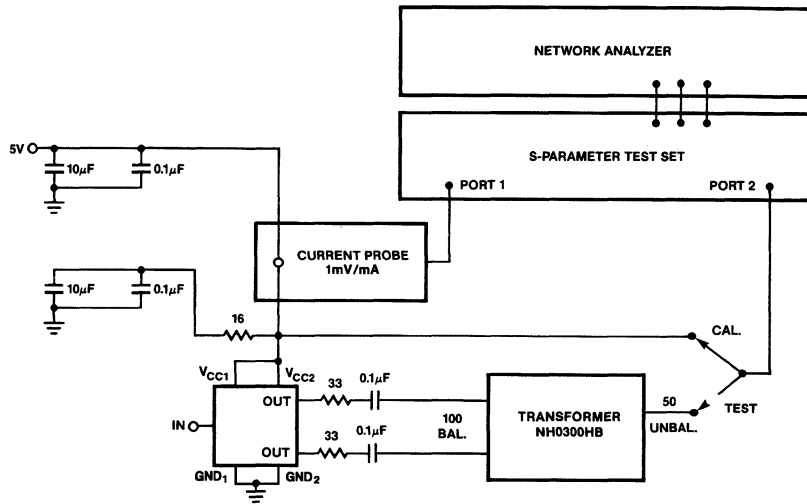 NETWORK ANALYZER
S-PARAMETER TEST SET
PORT 1
PORT 2
5V
10μF
0.1μF
CURRENT PROBE
1mV/mA
10μF
0.1μF
16
CAL.
VCC1
VCC2
33
0.1μF
OUT
IN
100
BAL.
TRANSFORMER
NH0300HB
50
UNBAL.
TEST
33
0.1μF
OUT
GND1
GND2